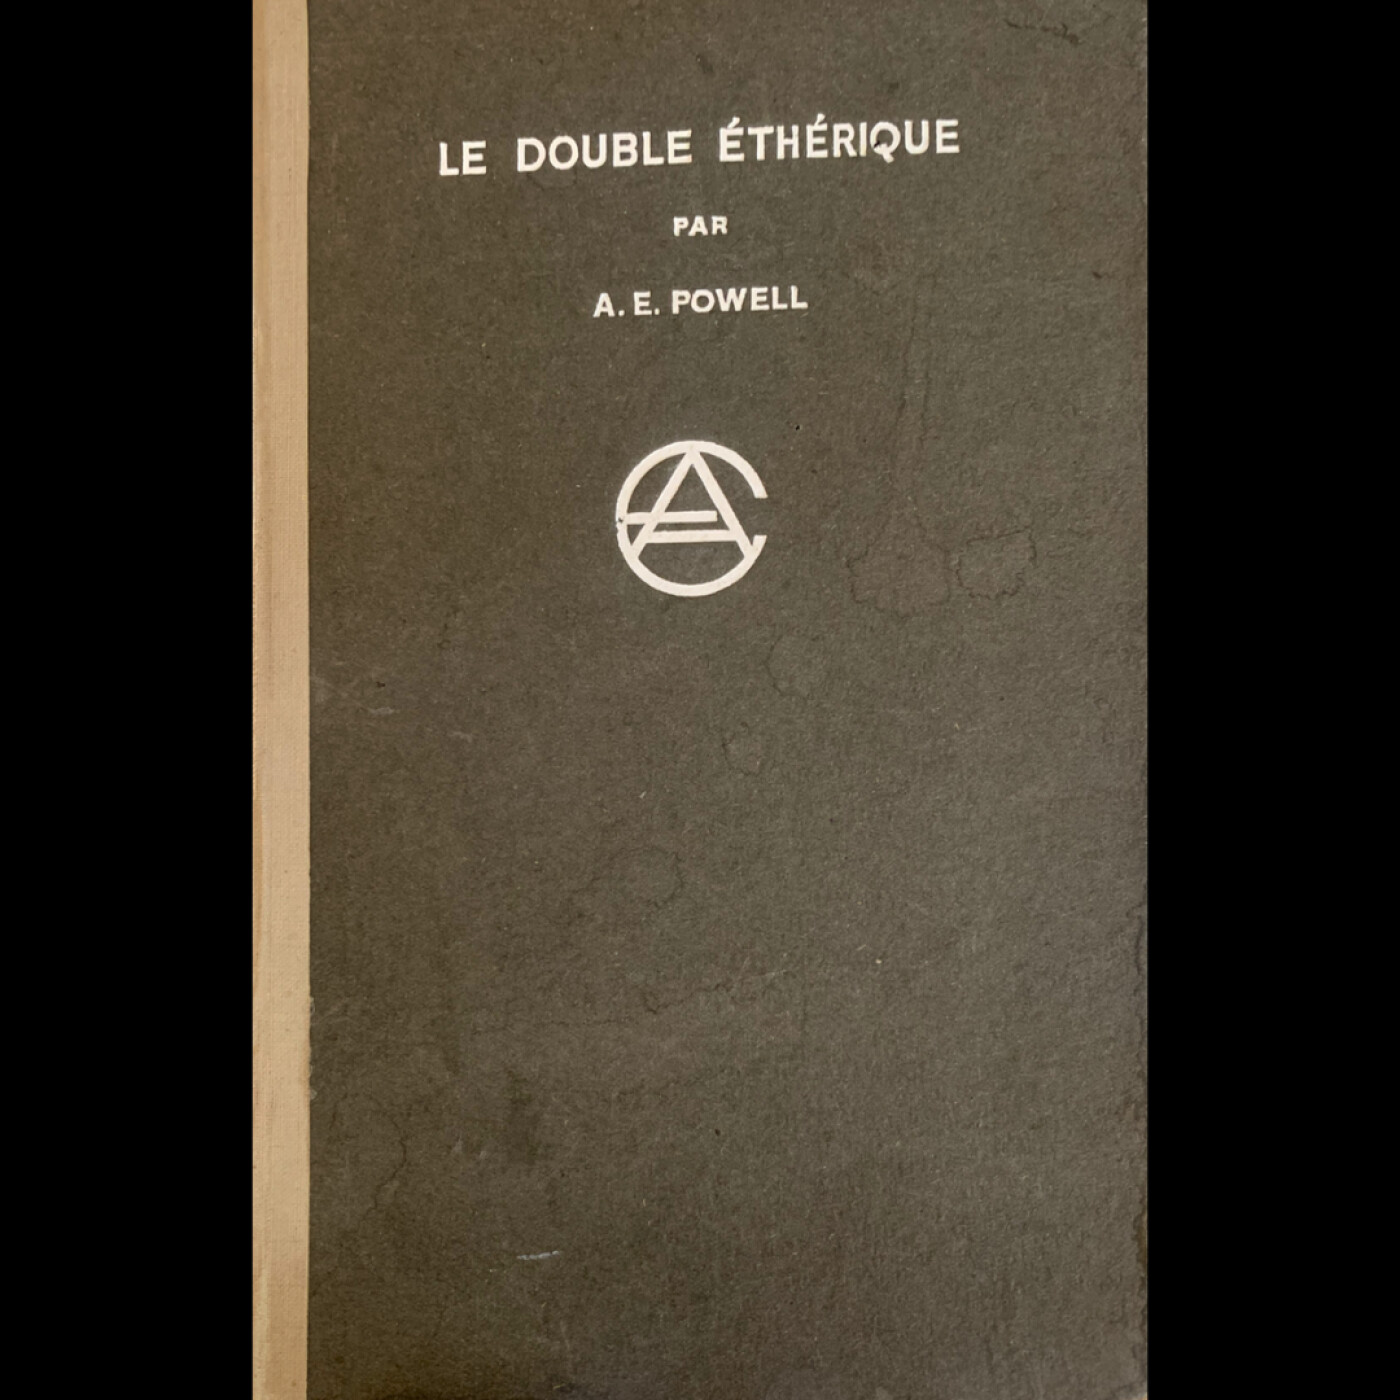 LE DOUBLE ÉTHÉRIQUE
PAR
A. E. POWELL